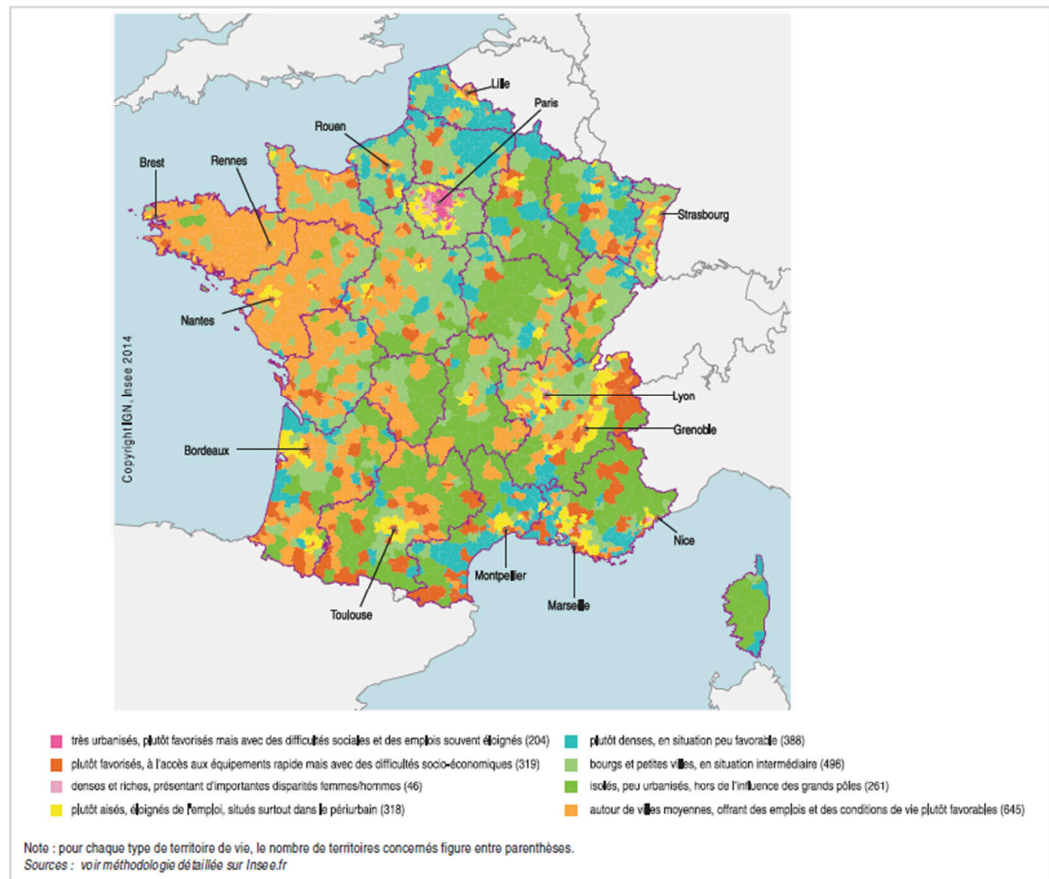 Lille
Paris
Rouen
Brest
Rennes
Strasbourg
Nantes
Copyright IGN, Insee 2014
Lyon
Grenoble
Bordeaux
Nice
Montpellier
Marseille
Toulouse
très urbanisés, plutôt favorisés mais avec des difficultés sociales et des emplois souvent éloignés (204)
plutôt favorisés, à l'accès aux équipements rapide mais avec des difficultés socio-économiques (319)
denses et riches, présentant d'importantes disparités femmes/hommes (46)
plutôt aisés, éloignés de l'emploi, situés surtout dans le périurbain (318)
plutôt denses, en situation peu favorable (388)
bourgs et petites villes, en situation intermédiaire (496)
isolés, peu urbanisés, hors de l'influence des grands pôles (261)
autour de villes moyennes, offrant des emplois et des conditions de vie plutôt favorables (645)
Note : pour chaque type de territoire de vie, le nombre de territoires concernés figure entre parenthèses.
Sources : voir méthodologie détaillée sur Insee.fr